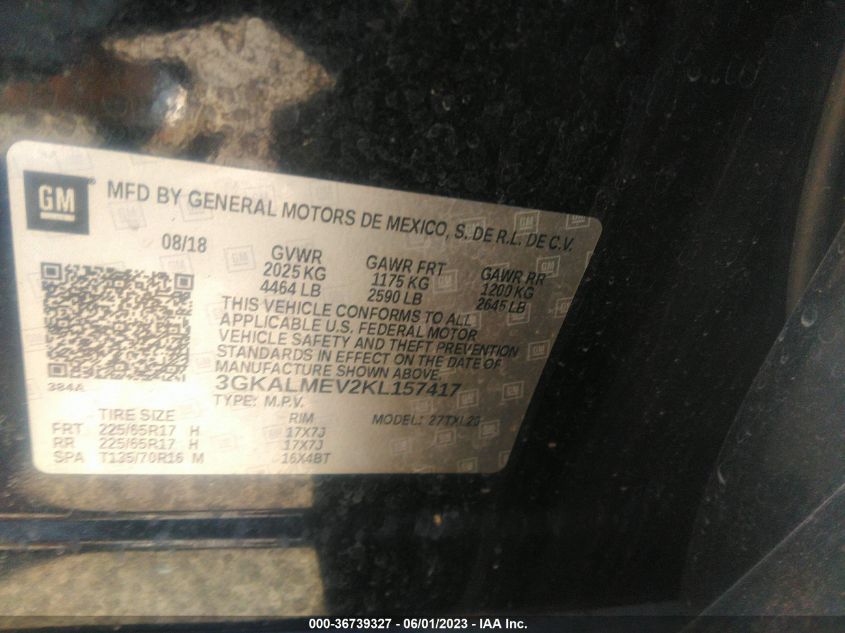 GM ® MFD BY GENERAL MOTORS DE MEXICO, S. DE R.L. DE C.V.
08/18 GVWR GAWR FRT GAWR RR
2025 KG 1175 KG 1200 KG
4464 LB 2590 LB 2645 LB
THIS VEHICLE CONFORMS TO ALL
APPLICABLE U.S. FEDERAL MOTOR
VEHICLE SAFETY AND THEFT PREVENTION
STANDARDS IN EFFECT ON THE DATE OF
MANUFACTURE SHOWN ABOVE.
384A 3GKALMEV2KL157417
TYPE: M.P.V. MODEL: 27TXL26
TIRE SIZE RIM
FRT 225/65R17 H 17X7J
RR 225/65R17 H 17X7J
SPA T135/70R16 M 16X4BT
000-36739327 - 06/01/2023 - IAA Inc.